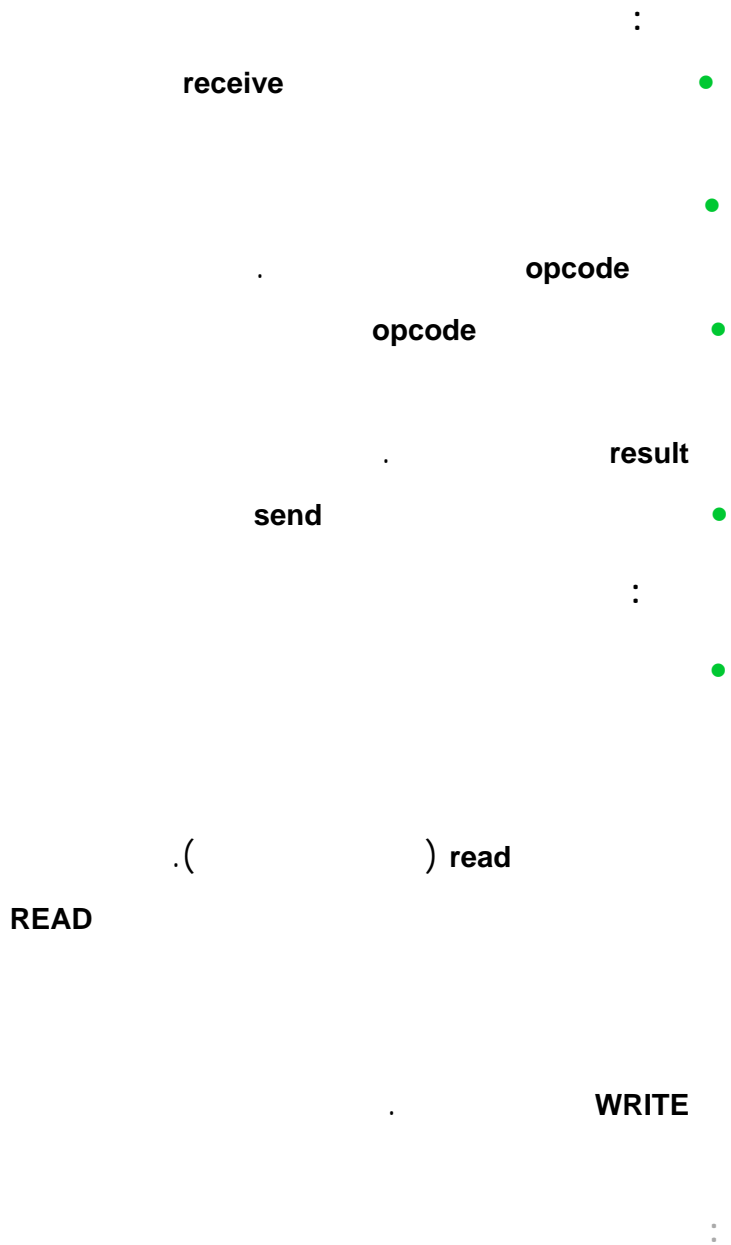 :
• receive
•
opcode .
• opcode
result .
• send
:
•
read ( ).
READ
WRITE .
: